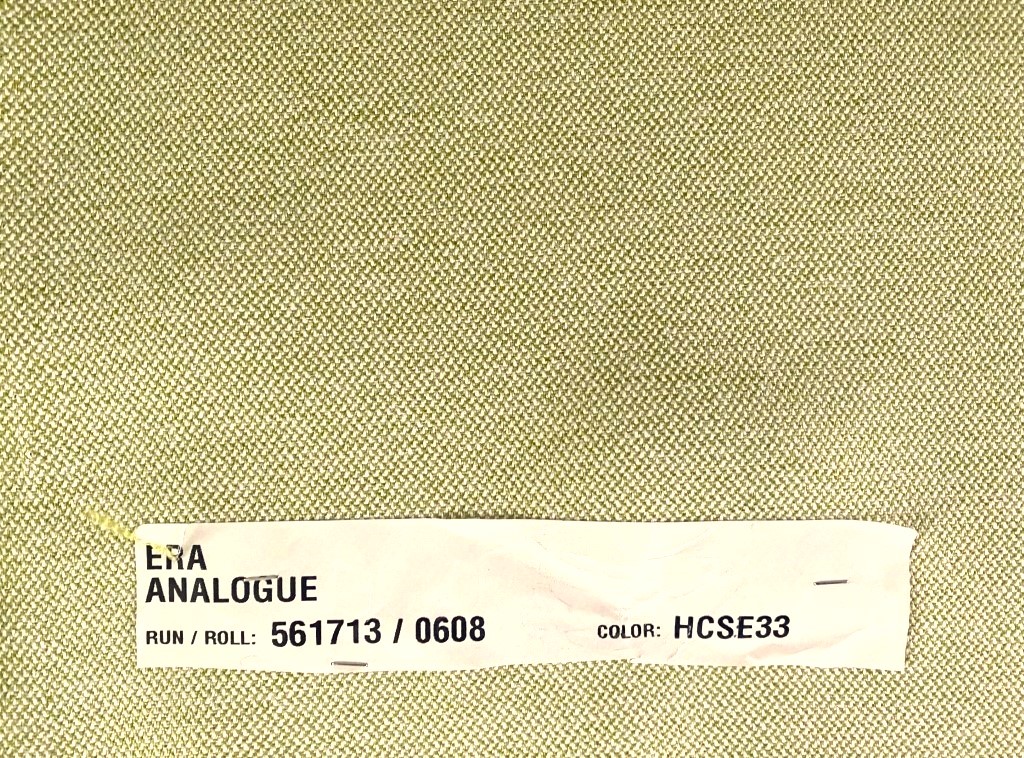 ERA
ANALOGUE
RUN / ROLL: 561713 / 0608 COLOR: HCSE33